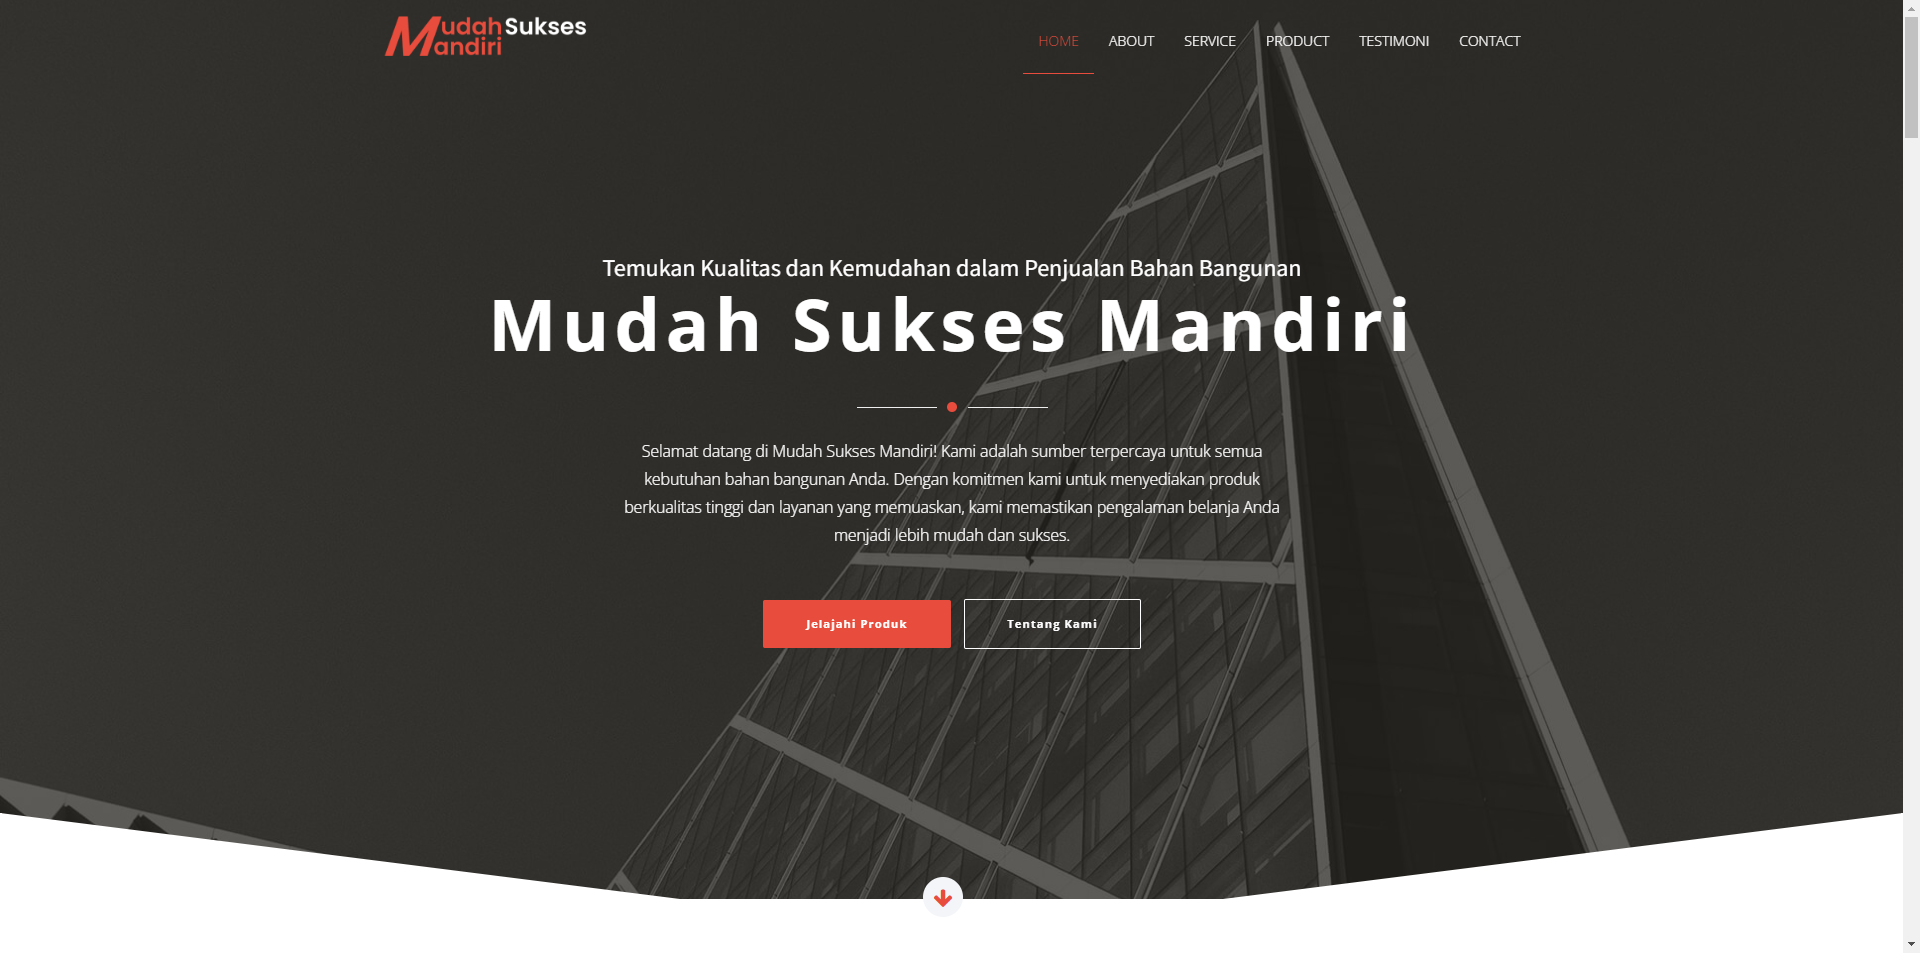 Mudah Sukses
Mandiri
HOME ABOUT SERVICE PRODUCT TESTIMONI CONTACT
Temukan Kualitas dan Kemudahan dalam Penjualan Bahan Bangunan
Mudah Sukses Mandiri
Selamat datang di Mudah Sukses Mandiri! Kami adalah sumber terpercaya untuk semua
kebutuhan bahan bangunan Anda. Dengan komitmen kami untuk menyediakan produk
berkualitas tinggi dan layanan yang memuaskan, kami memastikan pengalaman belanja Anda
menjadi lebih mudah dan sukses.
Jelajahi Produk
Tentang Kami